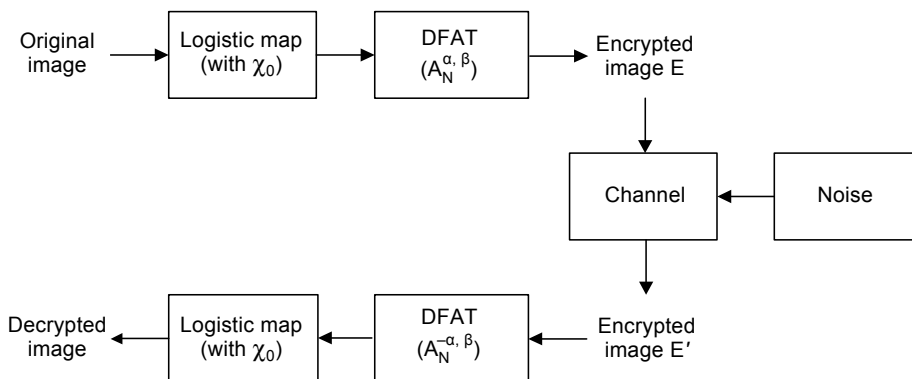 Original
image
Logistic map
(with χ₀)
DFAT
(A_N^{α, β})
Encrypted
image E
Channel
Noise
Decrypted
image
Logistic map
(with χ₀)
DFAT
(A_N^{–α, β})
Encrypted
image E′